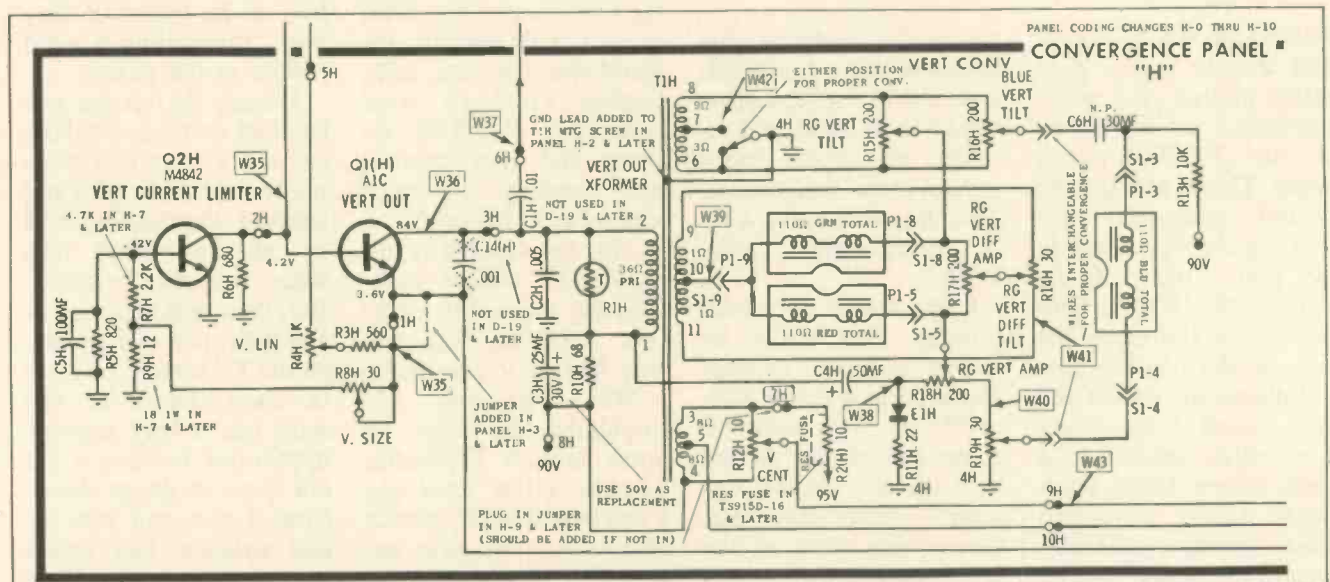 PANEL CODING CHANGES H-0 THRU H-10
CONVERGENCE PANEL
"H"
5H
Q2H
M4842
VERT CURRENT LIMITER
W35
2H
4.7K IN H-7
& LATER
42V
R7H 2.2K
R6H 680
4.2V
C5H 100MF
R5H 820
R9H 12
18 1W IN
H-7 & LATER
V. LIN
R4H 1K
R3H 560
R8H 30
V. SIZE
Q1(H)
A1C
VERT OUT
84V
3.6V
1H
W35
JUMPER
ADDED IN
PANEL H-3
& LATER
W36
3H
C14(H)
.001
NOT USED
IN D-19
& LATER
W37
6H
C1H .01
GND LEAD ADDED TO
T1H MTG SCREW IN
PANEL H-2 & LATER
NOT USED IN
D-19 & LATER
C2H .005
T
R1H
C3H 25MF
30V
+
R10H 68
8H
90V
USE 50V AS
REPLACEMENT
PLUG IN JUMPER
IN H-9 & LATER
(SHOULD BE ADDED IF NOT IN)
T1H
VERT OUT
XFORMER
2
36Ω
PRI
1
8
9Ω
7
3Ω
6
W42
EITHER POSITION
FOR PROPER CONV.
4H
RG VERT
TILT
VERT CONV
R15H 200
BLUE
VERT
TILT
R16H 200
N.P.
C6H 30MF
S1-3
P1-3
R13H 10K
90V
9
1Ω
10
1Ω
11
W39
P1-9
S1-9
110Ω GRN TOTAL
P1-8
S1-8
110Ω RED TOTAL
P1-5
S1-5
RG
VERT
DIFF
AMP
R17H 200
RG
VERT DIFF
TILT
R14H 30
WIRES INTERCHANGEABLE
FOR PROPER CONVERGENCE
W41
110Ω BLU TOTAL
P1-4
S1-4
RG VERT AMP
C4H 50MF
+
W38
R18H 200
E1H
R11H 22
4H
W40
R19H 30
4H
3
8Ω
5
8Ω
4
R12H 10
V
CENT
7H
RES FUSE
R2(H) 10
95V
RES FUSE IN
TS915D-16
& LATER
W43
9H
10H